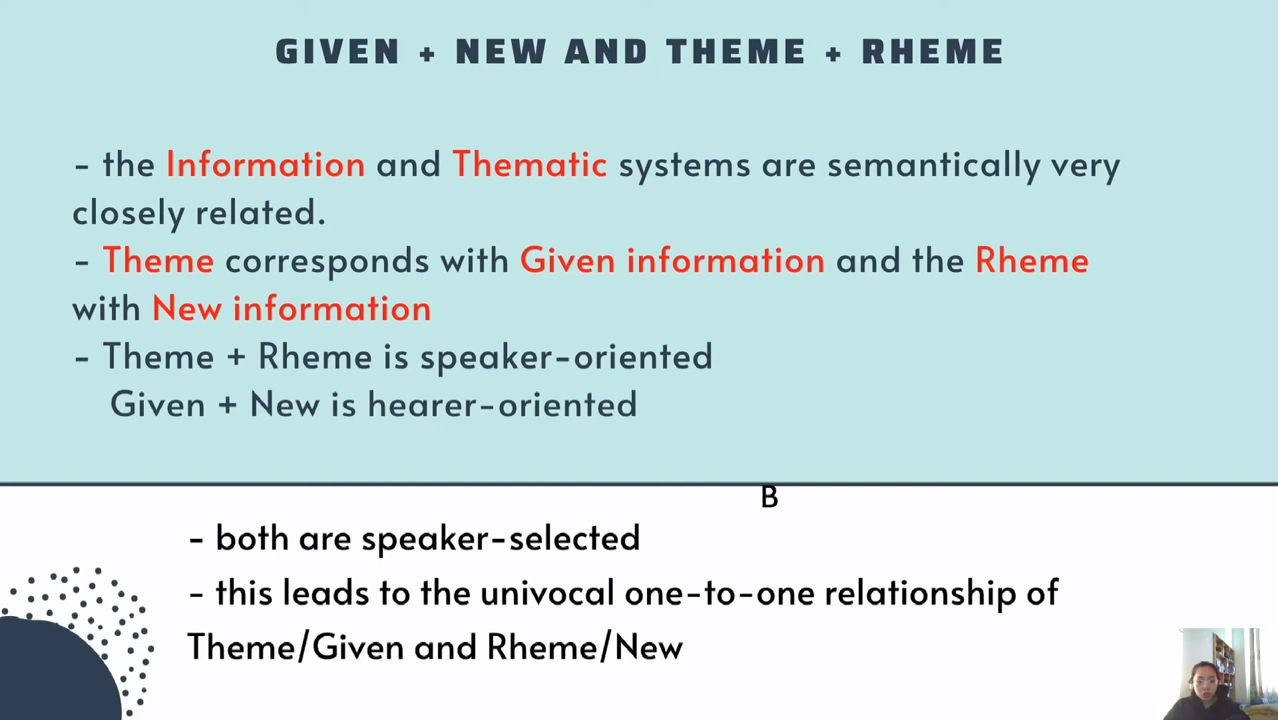 GIVEN + NEW AND THEME + RHEME
- the Information and Thematic systems are semantically very
closely related.
- Theme corresponds with Given information and the Rheme
with New information
- Theme + Rheme is speaker-oriented
Given + New is hearer-oriented
B
- both are speaker-selected
- this leads to the univocal one-to-one relationship of
Theme/Given and Rheme/New